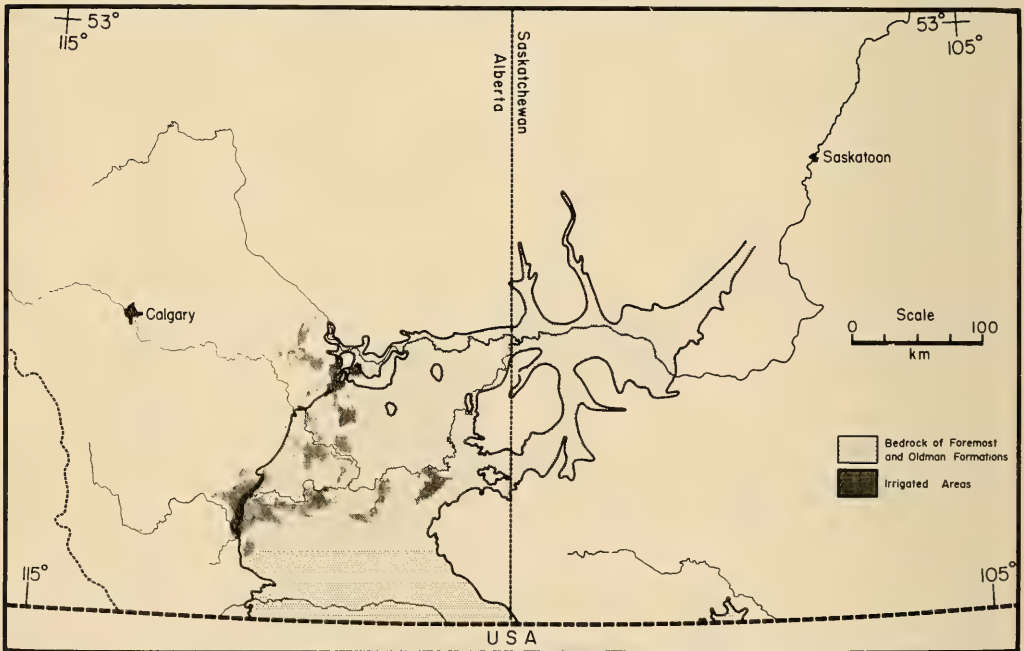 53°
115°
Alberta
Saskatchewan
53°
105°
Saskatoon
Calgary
Scale
0 100
km
Bedrock of Foremost
and Oldman Formations
Irrigated Areas
115°
105°
USA